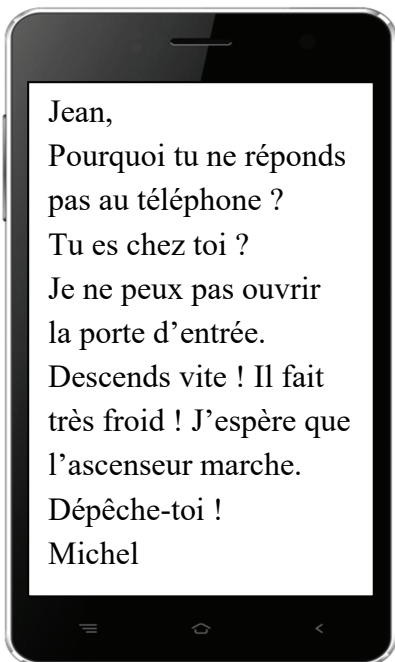 Jean,
Pourquoi tu ne réponds
pas au téléphone ?
Tu es chez toi ?
Je ne peux pas ouvrir
la porte d’entrée.
Descends vite ! Il fait
très froid ! J’espère que
l’ascenseur marche.
Dépêche-toi !
Michel